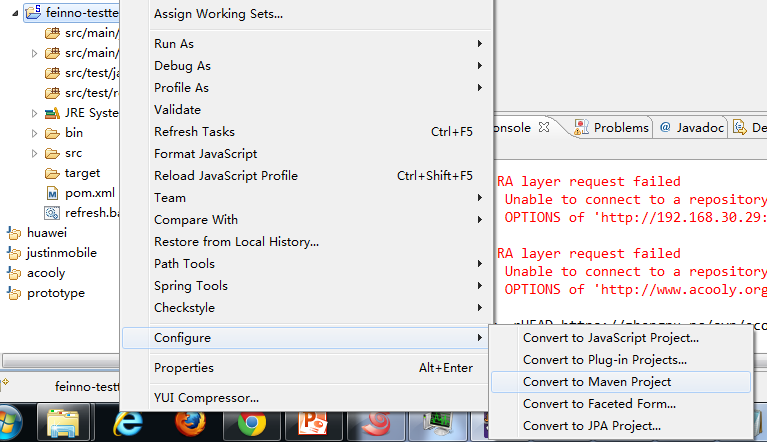 feinno-testte
src/main/
src/main/
src/test/ja
src/test/re
JRE System
bin
src
target
pom.xml
refresh.ba
huawei
justinmobile
acooly
prototype
feinno-testt
Assign Working Sets...
Run As
Debug As
Profile As
Validate
Refresh Tasks Ctrl+F5
Format JavaScript
Reload JavaScript Profile Ctrl+Shift+F5
Team
Compare With
Restore from Local History...
Path Tools
Spring Tools
Checkstyle
Configure
Properties Alt+Enter
YUI Compressor...
Convert to JavaScript Project...
Convert to Plug-in Projects...
Convert to Maven Project
Convert to Faceted Form...
Convert to JPA Project...
onsole Problems @ Javadoc De
RA layer request failed
Unable to connect to a repository
OPTIONS of 'http://192.168.30.29:
RA layer request failed
Unable to connect to a repository
OPTIONS of 'http://www.acooly.org